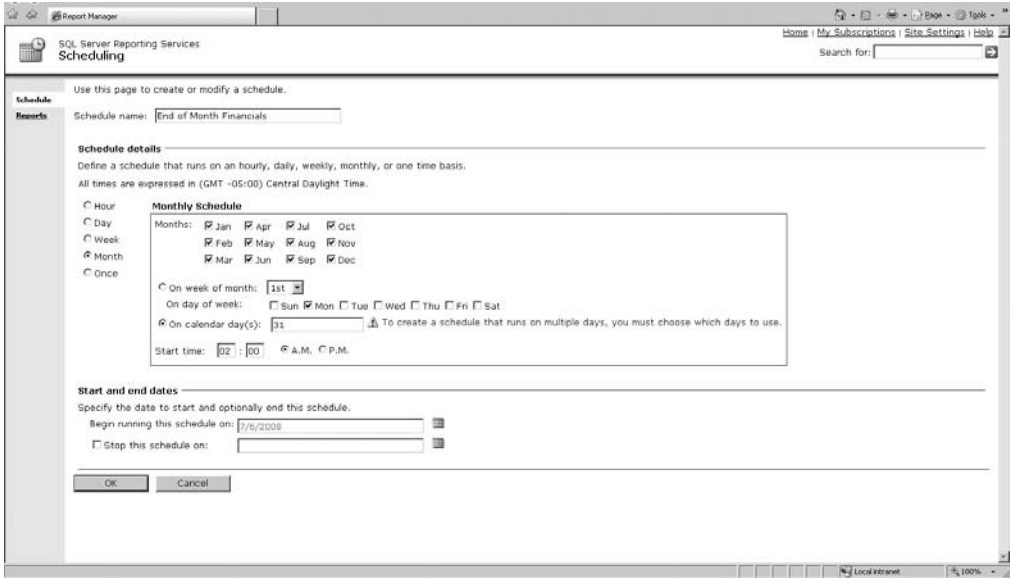 Report Manager
Page
Tools
Home | My Subscriptions | Site Settings | Help
SQL Server Reporting Services
Scheduling
Search for:
Schedule
Reports
Use this page to create or modify a schedule.
Schedule name: End of Month Financials
Schedule details
Define a schedule that runs on an hourly, daily, weekly, monthly, or one time basis.
All times are expressed in (GMT -05:00) Central Daylight Time.
Hour
Day
Week
Month
Once
Monthly Schedule
Months: Jan Apr Jul Oct
Feb May Aug Nov
Mar Jun Sep Dec
On week of month: 1st
On day of week: Sun Mon Tue Wed Thu Fri Sat
On calendar day(s): 31 To create a schedule that runs on multiple days, you must choose which days to use.
Start time: 02 : 00 A.M. P.M.
Start and end dates
Specify the date to start and optionally end this schedule.
Begin running this schedule on: 7/6/2008
Stop this schedule on:
OK Cancel
Local intranet 100%